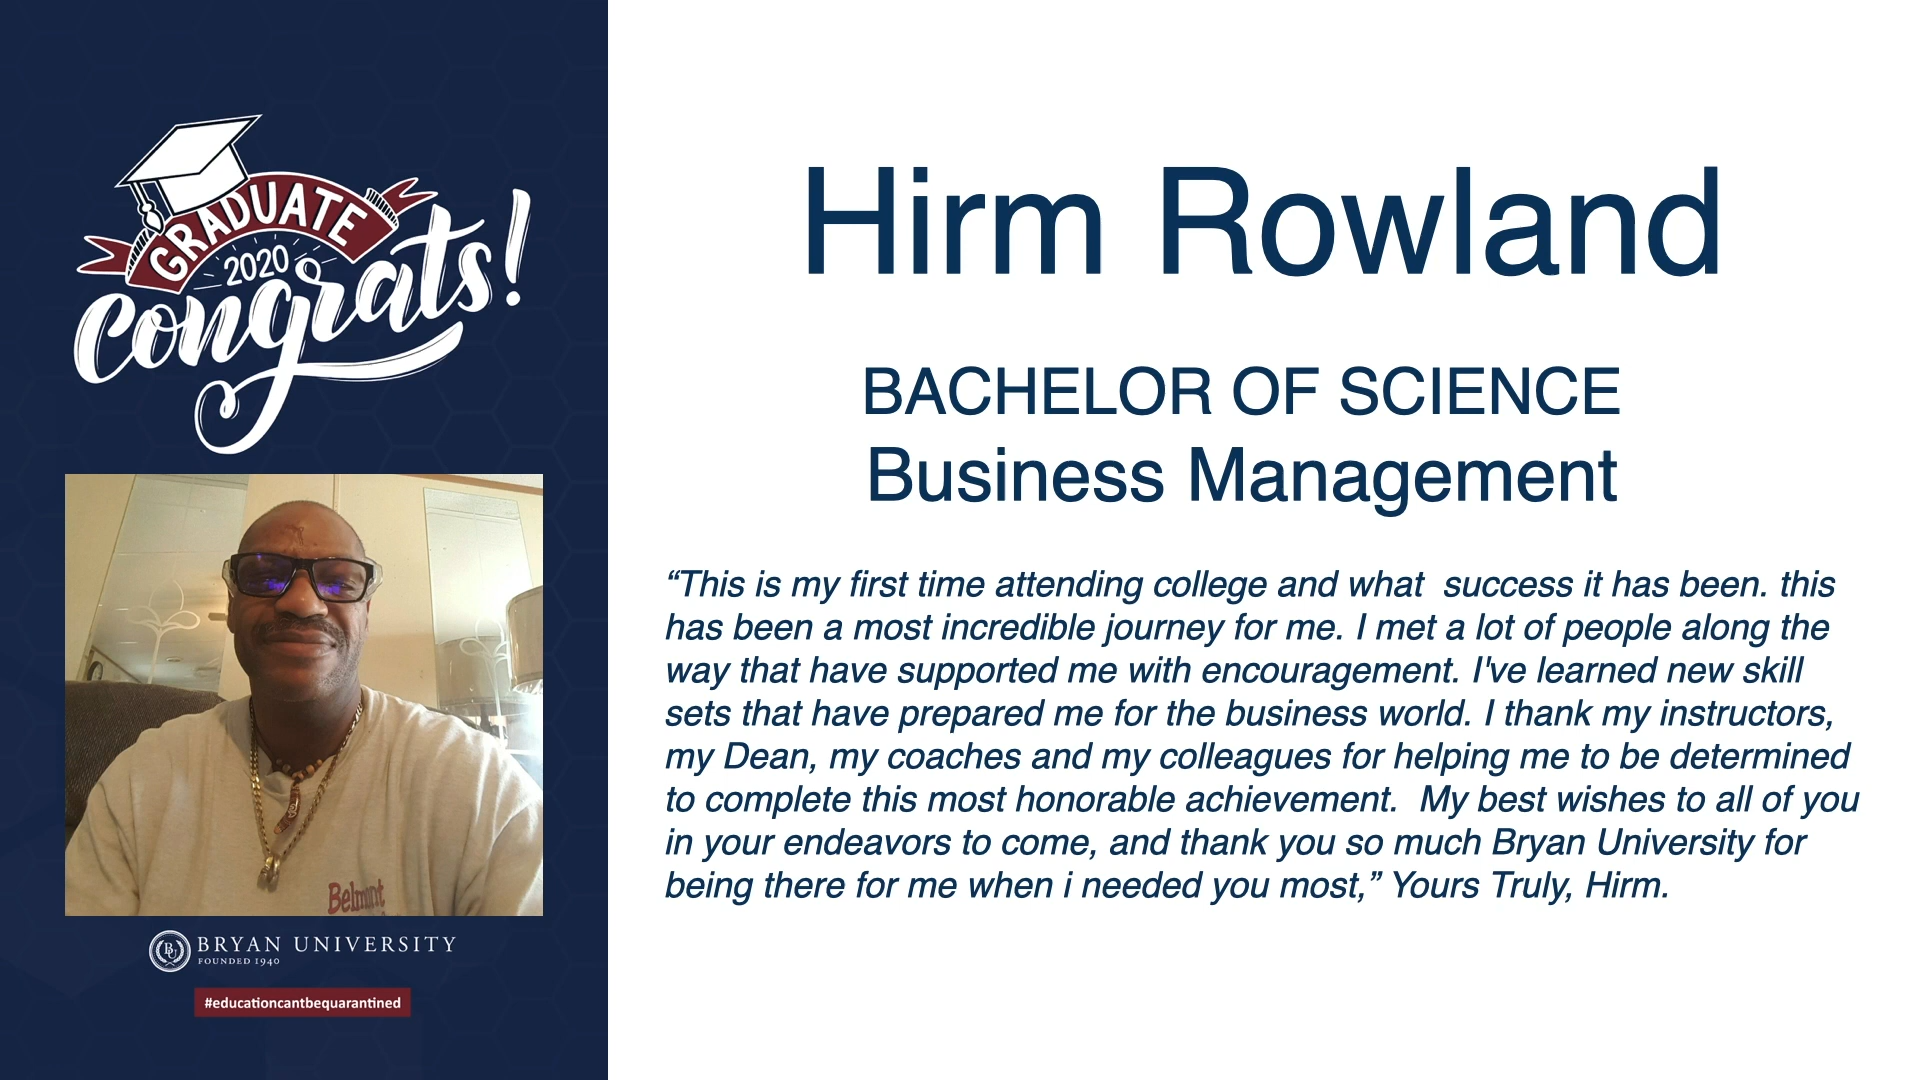 GRADUATE
2020
congrats!
Belmont
BU
BRYAN UNIVERSITY
FOUNDED 1940
#educationcantbequarantined
Hirm Rowland
BACHELOR OF SCIENCE
Business Management
“This is my first time attending college and what  success it has been. this
has been a most incredible journey for me. I met a lot of people along the
way that have supported me with encouragement. I've learned new skill
sets that have prepared me for the business world. I thank my instructors,
my Dean, my coaches and my colleagues for helping me to be determined
to complete this most honorable achievement.  My best wishes to all of you
in your endeavors to come, and thank you so much Bryan University for
being there for me when i needed you most,” Yours Truly, Hirm.